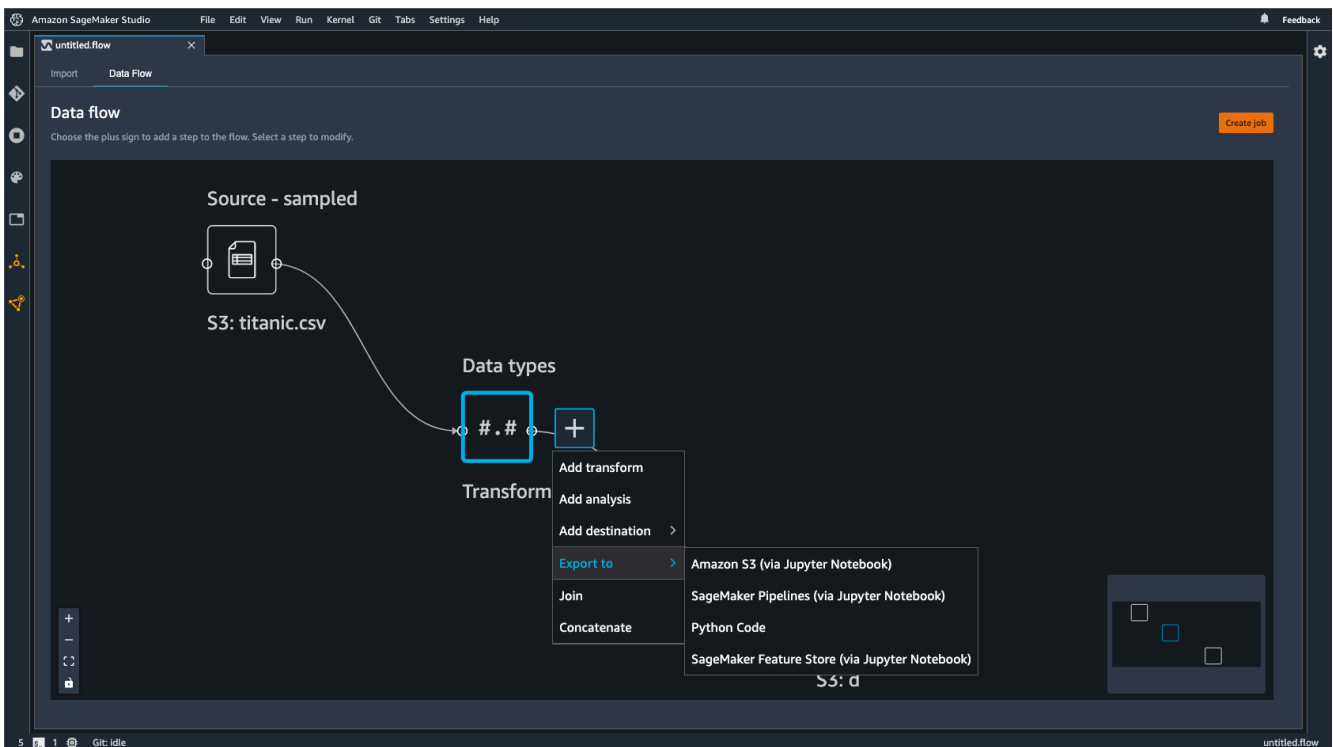 Amazon SageMaker Studio File Edit View Run Kernel Git Tabs Settings Help Feedback
untitled.flow
Import Data Flow
Data flow
Create job
Choose the plus sign to add a step to the flow. Select a step to modify.
Source - sampled
S3: titanic.csv
Data types
#.#
Transform
Add transform
Add analysis
Add destination
Export to
Join
Concatenate
Amazon S3 (via Jupyter Notebook)
SageMaker Pipelines (via Jupyter Notebook)
Python Code
SageMaker Feature Store (via Jupyter Notebook)
S3: d
5 1 Git: idle untitled.flow